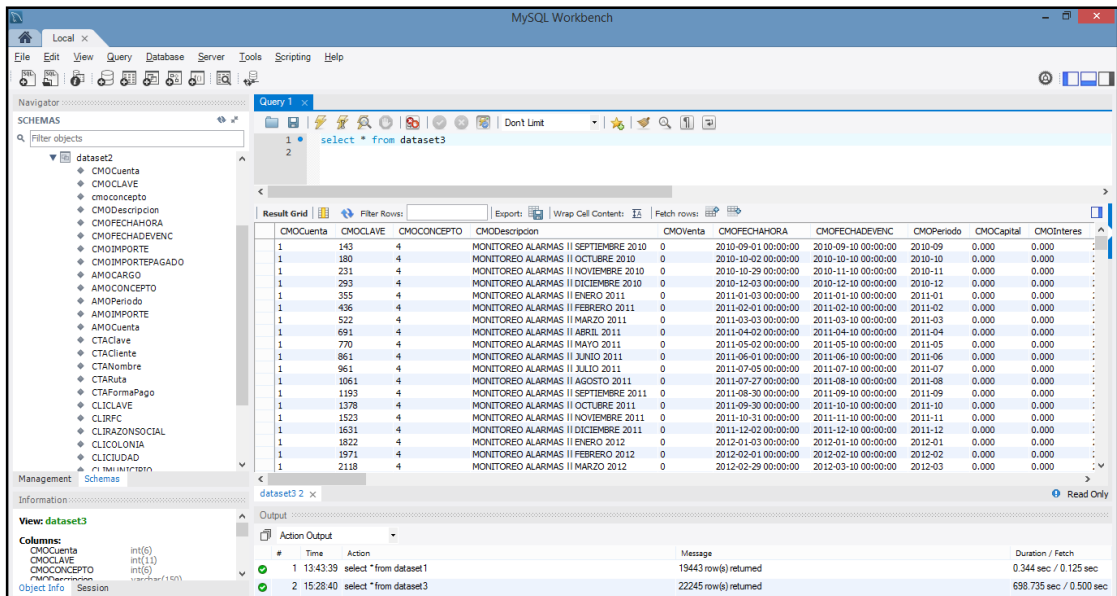 MySQL Workbench
Local ×
File Edit View Query Database Server Tools Scripting Help
Navigator
SCHEMAS
Filter objects
dataset2
CMOCuenta
CMOCLAVE
cmoconcepto
CMODescripcion
CMOFECHAHORA
CMOFECHADEVENC
CMOIMPORTE
CMOIMPORTEPAGADO
AMOCARGO
AMOCONCEPTO
AMOPeriodo
AMOIMPORTE
AMOCuenta
CTAClave
CTACliente
CTANombre
CTARuta
CTAFormaPago
CLICLAVE
CLIRFC
CLIRAZONSOCIAL
CLICOLONIA
CLICIUDAD
CLIMUNICIPIO
Management Schemas
Information
View: dataset3
Columns:
CMOCuenta int(6)
CMOCLAVE int(11)
CMOCONCEPTO int(6)
CMODescripcion varchar(150)
Object Info Session
Query 1 ×
Don't Limit
1 select * from dataset3
2
Result Grid Filter Rows: Export: Wrap Cell Content: Fetch rows:
CMOCuenta CMOCLAVE CMOCONCEPTO CMODescripcion CMOVenta CMOFECHAHORA CMOFECHADEVENC CMOPeriodo CMOCapital CMOInteres
1 143 4 MONITOREO ALARMAS || SEPTIEMBRE 2010 0 2010-09-01 00:00:00 2010-09-10 00:00:00 2010-09 0.000 0.000
1 180 4 MONITOREO ALARMAS || OCTUBRE 2010 0 2010-10-02 00:00:00 2010-10-10 00:00:00 2010-10 0.000 0.000
1 231 4 MONITOREO ALARMAS || NOVIEMBRE 2010 0 2010-10-29 00:00:00 2010-11-10 00:00:00 2010-11 0.000 0.000
1 293 4 MONITOREO ALARMAS || DICIEMBRE 2010 0 2010-12-03 00:00:00 2010-12-10 00:00:00 2010-12 0.000 0.000
1 355 4 MONITOREO ALARMAS || ENERO 2011 0 2011-01-03 00:00:00 2011-01-10 00:00:00 2011-01 0.000 0.000
1 436 4 MONITOREO ALARMAS || FEBRERO 2011 0 2011-02-01 00:00:00 2011-02-10 00:00:00 2011-02 0.000 0.000
1 522 4 MONITOREO ALARMAS || MARZO 2011 0 2011-03-03 00:00:00 2011-03-10 00:00:00 2011-03 0.000 0.000
1 691 4 MONITOREO ALARMAS || ABRIL 2011 0 2011-04-02 00:00:00 2011-04-10 00:00:00 2011-04 0.000 0.000
1 770 4 MONITOREO ALARMAS || MAYO 2011 0 2011-05-02 00:00:00 2011-05-10 00:00:00 2011-05 0.000 0.000
1 861 4 MONITOREO ALARMAS || JUNIO 2011 0 2011-06-01 00:00:00 2011-06-10 00:00:00 2011-06 0.000 0.000
1 961 4 MONITOREO ALARMAS || JULIO 2011 0 2011-07-05 00:00:00 2011-07-10 00:00:00 2011-07 0.000 0.000
1 1061 4 MONITOREO ALARMAS || AGOSTO 2011 0 2011-07-27 00:00:00 2011-08-10 00:00:00 2011-08 0.000 0.000
1 1193 4 MONITOREO ALARMAS || SEPTIEMBRE 2011 0 2011-08-30 00:00:00 2011-09-10 00:00:00 2011-09 0.000 0.000
1 1378 4 MONITOREO ALARMAS || OCTUBRE 2011 0 2011-09-30 00:00:00 2011-10-10 00:00:00 2011-10 0.000 0.000
1 1523 4 MONITOREO ALARMAS || NOVIEMBRE 2011 0 2011-10-31 00:00:00 2011-11-10 00:00:00 2011-11 0.000 0.000
1 1631 4 MONITOREO ALARMAS || DICIEMBRE 2011 0 2011-12-02 00:00:00 2011-12-10 00:00:00 2011-12 0.000 0.000
1 1822 4 MONITOREO ALARMAS || ENERO 2012 0 2012-01-03 00:00:00 2012-01-10 00:00:00 2012-01 0.000 0.000
1 1971 4 MONITOREO ALARMAS || FEBRERO 2012 0 2012-02-01 00:00:00 2012-02-10 00:00:00 2012-02 0.000 0.000
1 2118 4 MONITOREO ALARMAS || MARZO 2012 0 2012-02-29 00:00:00 2012-03-10 00:00:00 2012-03 0.000 0.000
dataset3 2 × Read Only
Output
Action Output
# Time Action Message Duration / Fetch
1 13:43:39 select * from dataset1 19443 row(s) returned 0.344 sec / 0.125 sec
2 15:28:40 select * from dataset3 22245 row(s) returned 698.735 sec / 0.500 sec